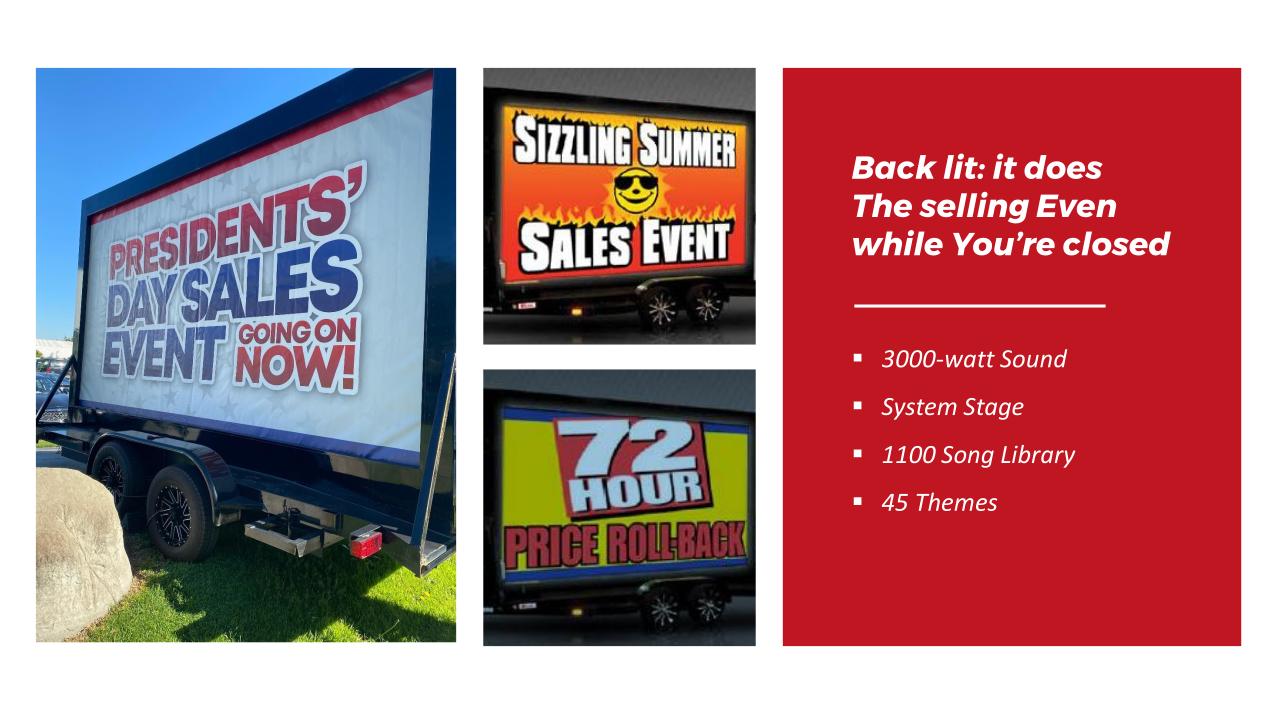 PRESIDENTS'
DAY SALES
EVENT GOING ON
NOW!
SIZZLING SUMMER
SALES EVENT
72
HOUR
PRICE ROLL-BACK
Back lit: it does
The selling Even
while You're closed
▪ 3000-watt Sound
▪ System Stage
▪ 1100 Song Library
▪ 45 Themes